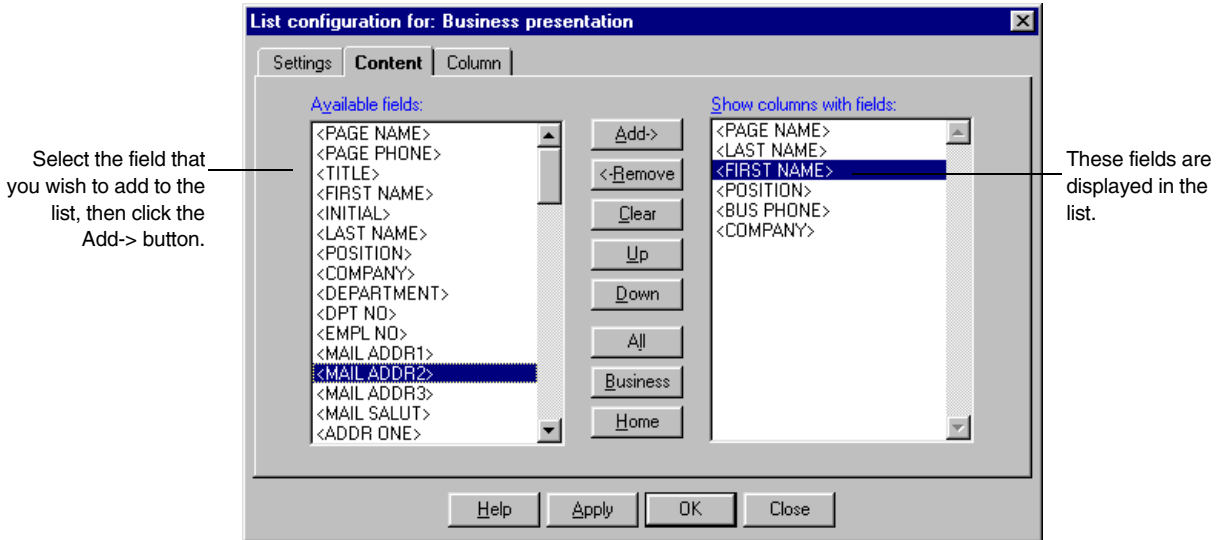 List configuration for: Business presentation
Settings
Content
Column
Available fields:
<PAGE NAME>
<PAGE PHONE>
<TITLE>
<FIRST NAME>
<INITIAL>
<LAST NAME>
<POSITION>
<COMPANY>
<DEPARTMENT>
<DPT NO>
<EMPL NO>
<MAIL ADDR1>
<MAIL ADDR2>
<MAIL ADDR3>
<MAIL SALUT>
<ADDR ONE>
Add->
<-Remove
Clear
Up
Down
All
Business
Home
Show columns with fields:
<PAGE NAME>
<LAST NAME>
<FIRST NAME>
<POSITION>
<BUS PHONE>
<COMPANY>
Help
Apply
OK
Close
Select the field that
you wish to add to the
list, then click the
Add-> button.
These fields are
displayed in the
list.